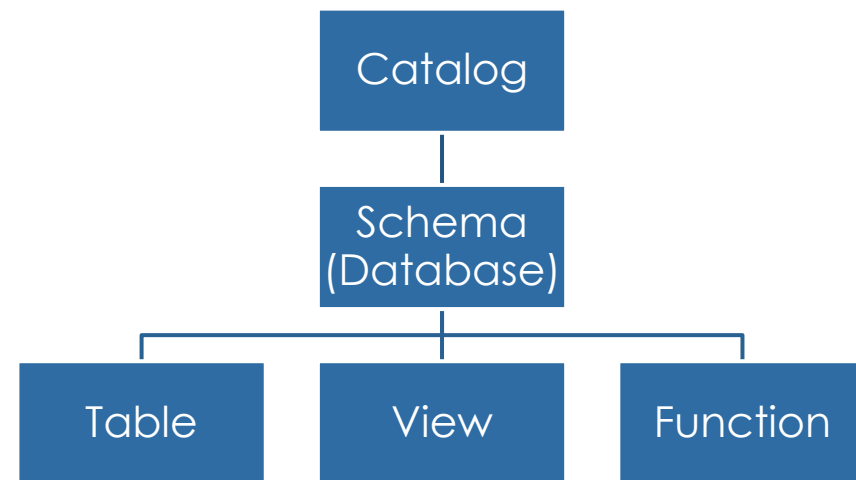 Catalog
Schema
(Database)
Table
View
Function